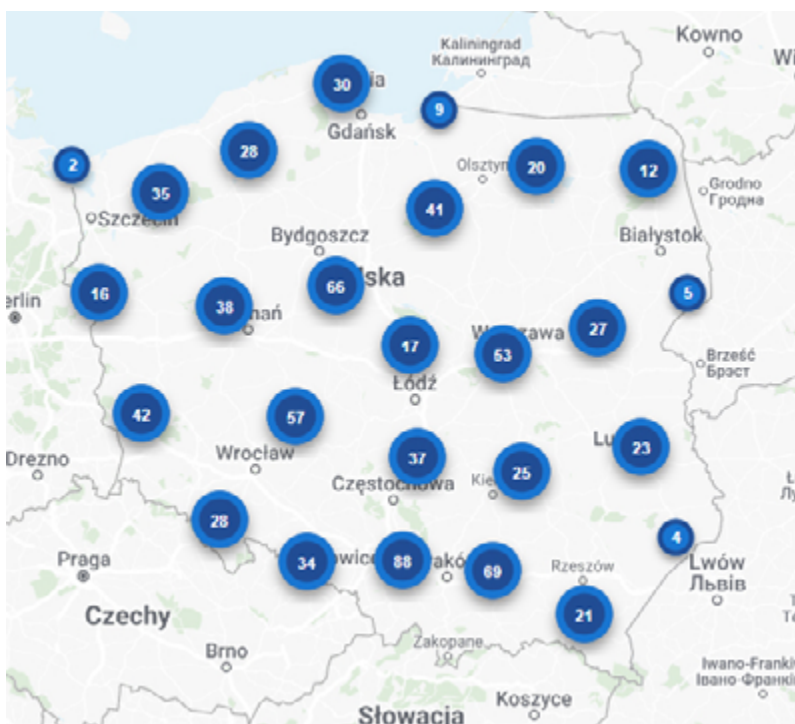 Kaliningrad
Калининград
Kowno
30
Gdańsk
9
28
2
35
Olsztyn
20
12
Grodno
Гродна
Szczecin
41
Bydgoszcz
Białystok
16
66
5
38
27
17
53
Brześć
Брэст
Łódź
42
57
23
Wrocław
37
25
Drezno
Częstochowa
28
4
Praga
34
88
69
Rzeszów
Lwów
Львів
21
Czechy
Brno
Zakopane
Słowacja
Koszyce